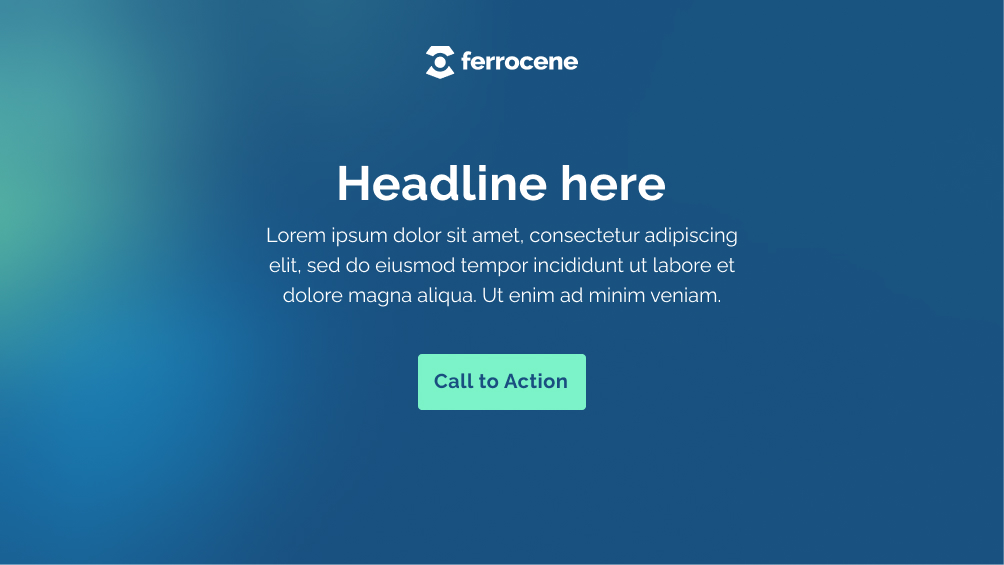 ferrocene
Headline here
Lorem ipsum dolor sit amet, consectetur adipiscing
elit, sed do eiusmod tempor incididunt ut labore et
dolore magna aliqua. Ut enim ad minim veniam.
Call to Action